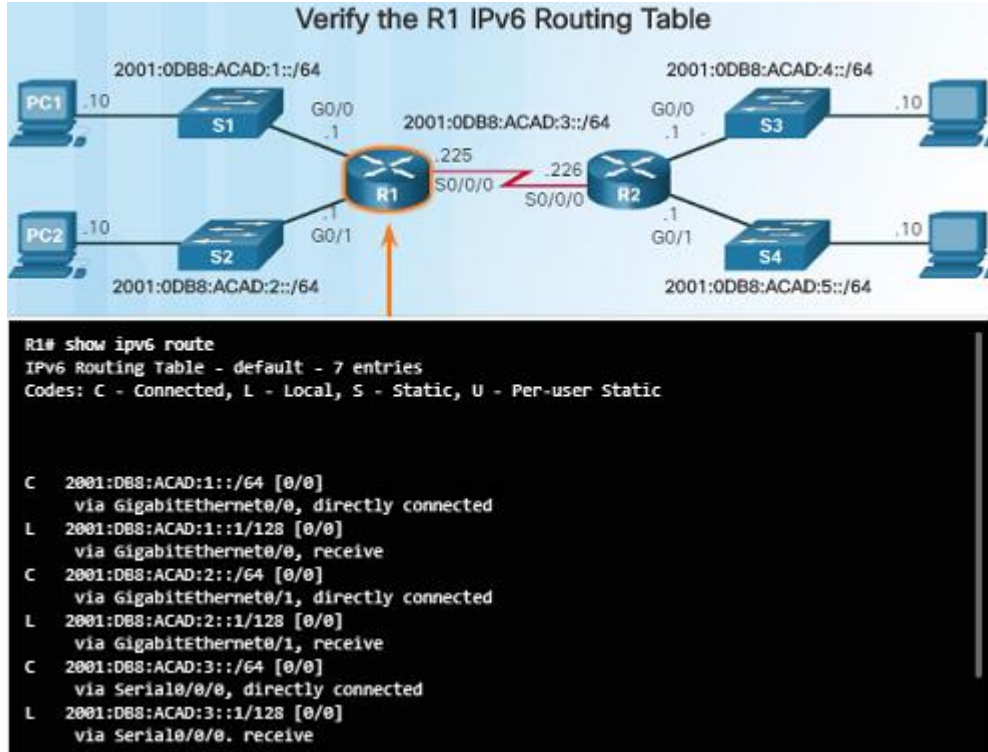 Verify the R1 IPv6 Routing Table
2001:0DB8:ACAD:1::/64
2001:0DB8:ACAD:4::/64
PC1
.10
S1
G0/0
.1
2001:0DB8:ACAD:3::/64
G0/0
.1
S3
.10
.225
S0/0/0
R1
.226
S0/0/0
R2
PC2
.10
S2
.1
G0/1
.1
G0/1
S4
.10
2001:0DB8:ACAD:2::/64
2001:0DB8:ACAD:5::/64
R1# show ipv6 route
IPv6 Routing Table - default - 7 entries
Codes: C - Connected, L - Local, S - Static, U - Per-user Static
C 2001:DB8:ACAD:1::/64 [0/0]
via GigabitEthernet0/0, directly connected
L 2001:DB8:ACAD:1::1/128 [0/0]
via GigabitEthernet0/0, receive
C 2001:DB8:ACAD:2::/64 [0/0]
via GigabitEthernet0/1, directly connected
L 2001:DB8:ACAD:2::1/128 [0/0]
via GigabitEthernet0/1, receive
C 2001:DB8:ACAD:3::/64 [0/0]
via Serial0/0/0, directly connected
L 2001:DB8:ACAD:3::1/128 [0/0]
via Serial0/0/0. receive